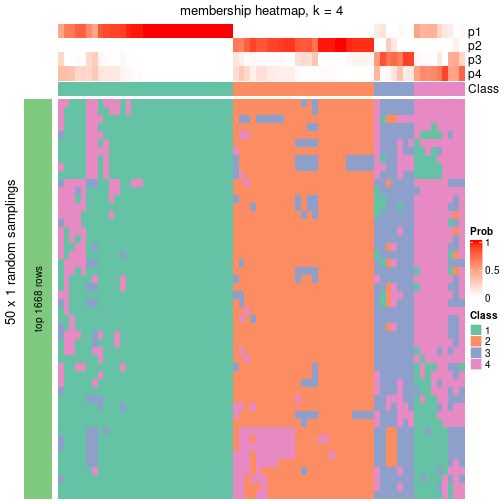 membership heatmap, k = 4
p1
p2
p3
p4
Class
50 x 1 random samplings
top 1668 rows
Prob
1
0.5
0
Class
1
2
3
4